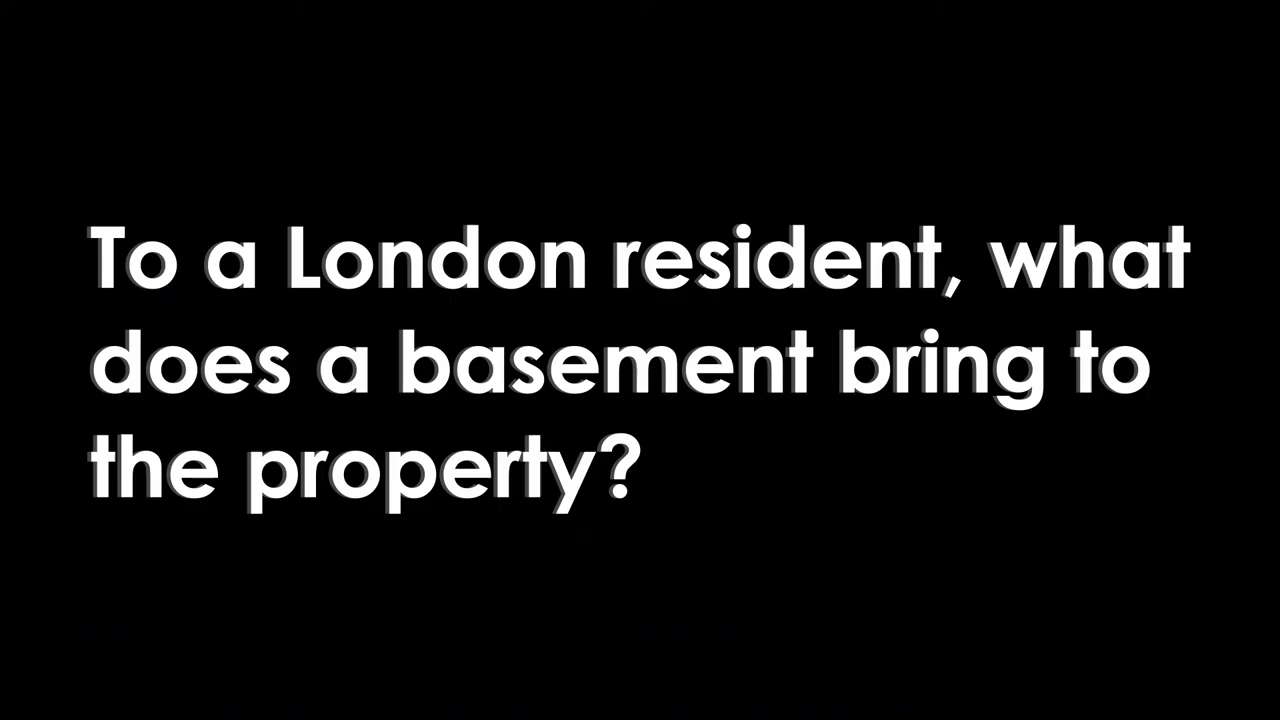 To a London resident, what
does a basement bring to
the property?